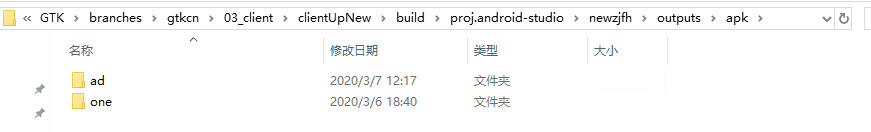 GTK › branches › gtkcn › 03_client › clientUpNew › build › proj.android-studio › newzjfh › outputs › apk ›
名称 修改日期 类型 大小
ad 2020/3/7 12:17 文件夹
one 2020/3/6 18:40 文件夹